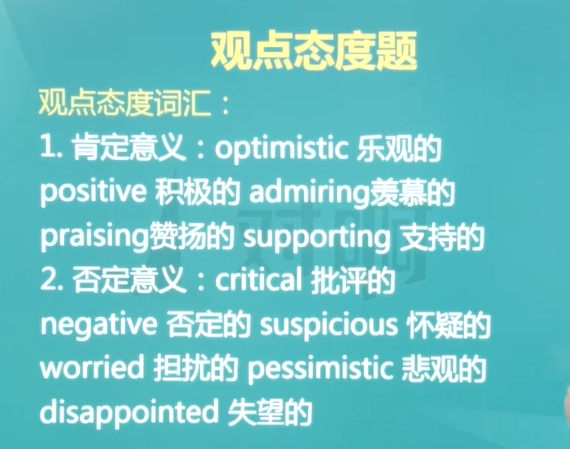 观点态度题
观点态度词汇：
1. 肯定意义：optimistic 乐观的
positive 积极的 admiring羡慕的
praising赞扬的 supporting 支持的
2. 否定意义：critical 批评的
negative 否定的 suspicious 怀疑的
worried 担扰的 pessimistic 悲观的
disappointed 失望的
对啊